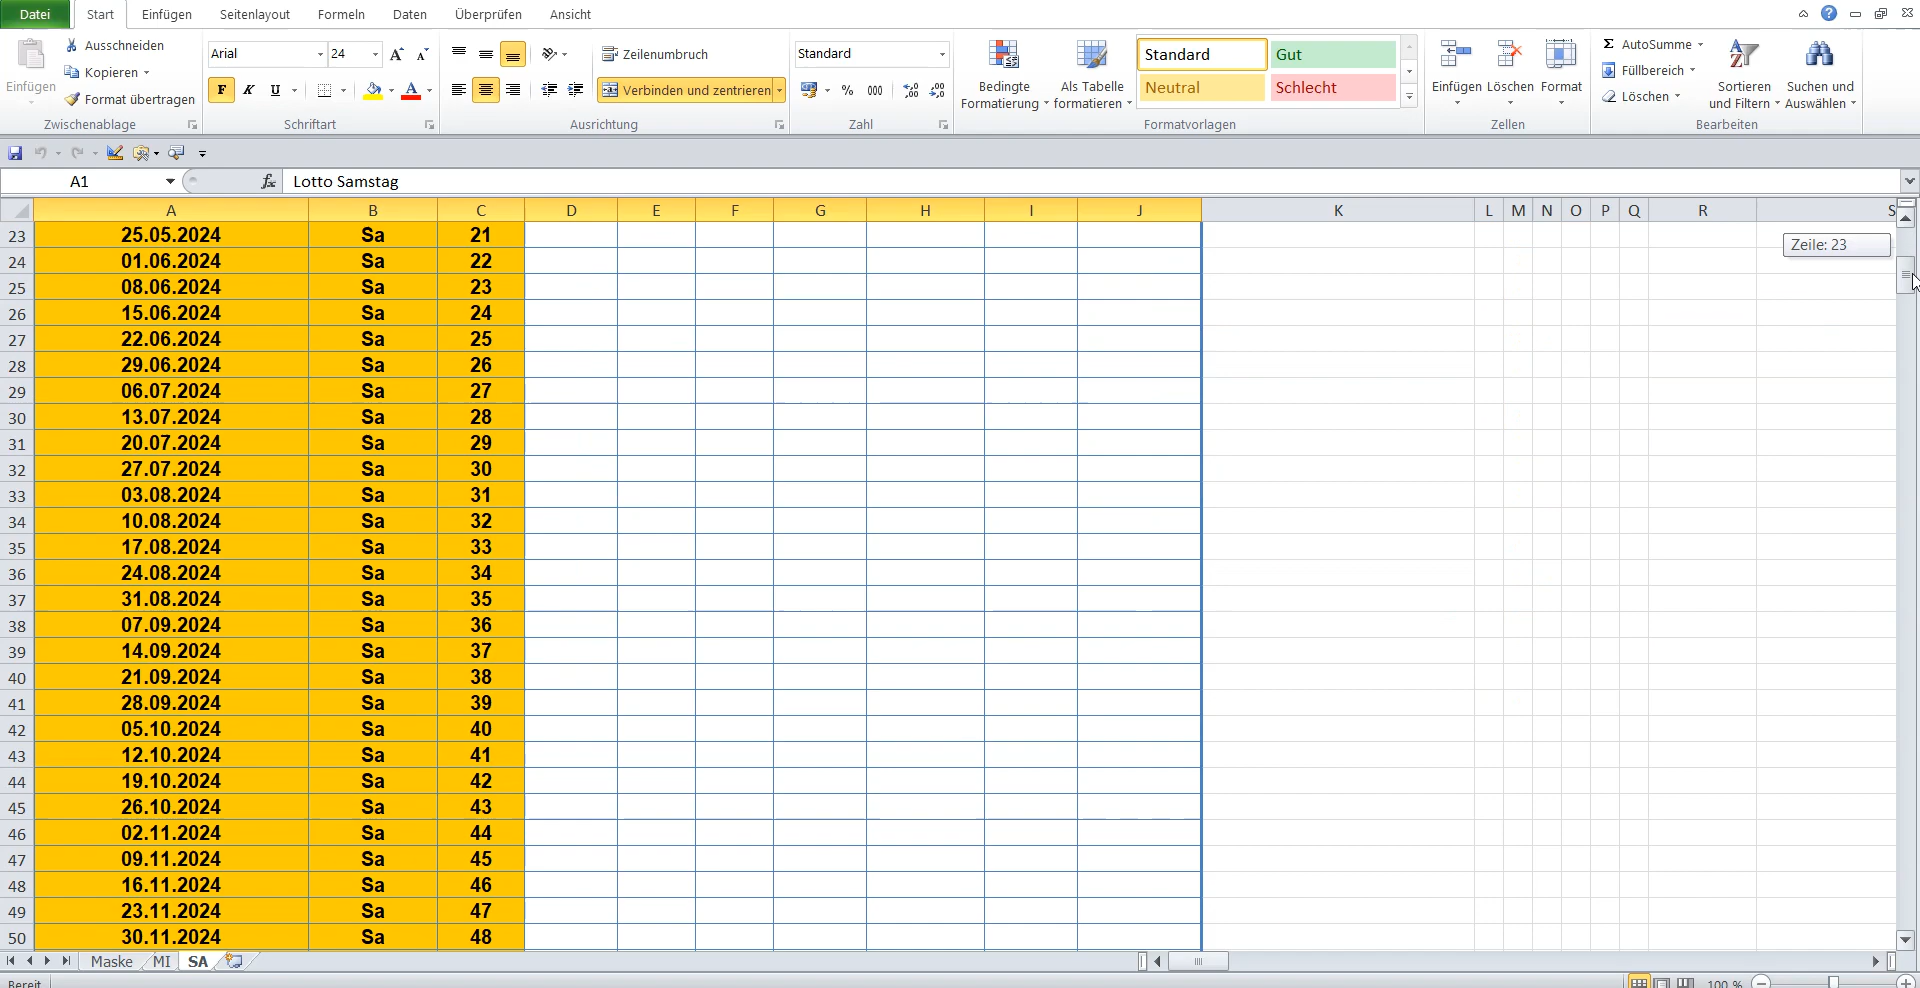 Datei Start Einfügen Seitenlayout Formeln Daten Überprüfen Ansicht
Einfügen
Ausschneiden
Kopieren
Format übertragen
Zwischenablage
Arial 24
F K U
Schriftart
Zeilenumbruch
Verbinden und zentrieren
Ausrichtung
Standard
% 000
Zahl
Bedingte Formatierung
Als Tabelle formatieren
Standard Gut
Neutral Schlecht
Formatvorlagen
Einfügen Löschen Format
Zellen
Σ AutoSumme
Füllbereich
Löschen
Sortieren und Filtern
Suchen und Auswählen
Bearbeiten
A1 fx Lotto Samstag
A B C D E F G H I J K L M N O P Q R S
23 25.05.2024 Sa 21
Zeile: 23
24 01.06.2024 Sa 22
25 08.06.2024 Sa 23
26 15.06.2024 Sa 24
27 22.06.2024 Sa 25
28 29.06.2024 Sa 26
29 06.07.2024 Sa 27
30 13.07.2024 Sa 28
31 20.07.2024 Sa 29
32 27.07.2024 Sa 30
33 03.08.2024 Sa 31
34 10.08.2024 Sa 32
35 17.08.2024 Sa 33
36 24.08.2024 Sa 34
37 31.08.2024 Sa 35
38 07.09.2024 Sa 36
39 14.09.2024 Sa 37
40 21.09.2024 Sa 38
41 28.09.2024 Sa 39
42 05.10.2024 Sa 40
43 12.10.2024 Sa 41
44 19.10.2024 Sa 42
45 26.10.2024 Sa 43
46 02.11.2024 Sa 44
47 09.11.2024 Sa 45
48 16.11.2024 Sa 46
49 23.11.2024 Sa 47
50 30.11.2024 Sa 48
Maske MI SA
Bereit 100 %